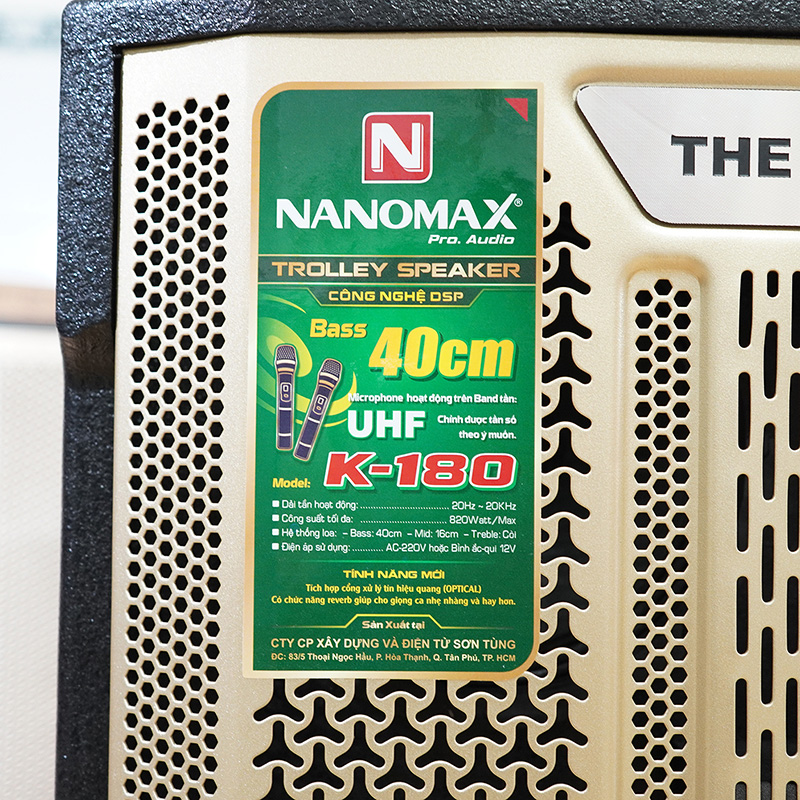 N
NANOMAX®
Pro. Audio
THE
TROLLEY SPEAKER
CÔNG NGHỆ DSP
Bass 40cm
Microphone hoạt động trên Band tần:
UHF Chỉnh được tần số
theo ý muốn.
Model: K-180
Dải tần hoạt động: ........................ 20Hz ~ 20KHz
Công suất tối đa: ........................ 820Watt/Max
Hệ thống loa: - Bass: 40cm - Mid: 16cm - Treble: Còi
Điện áp sử dụng: .......... AC-220V hoặc Bình ắc-qui 12V
TÍNH NĂNG MỚI
Tích hợp cổng xử lý tín hiệu quang (OPTICAL)
Có chức năng reverb giúp cho giọng ca nhẹ nhàng và hay hơn.
Sản Xuất tại
CTY CP XÂY DỰNG VÀ ĐIỆN TỬ SƠN TÙNG
ĐC: 83/5 Thoại Ngọc Hầu, P. Hòa Thạnh, Q. Tân Phú, TP. HCM